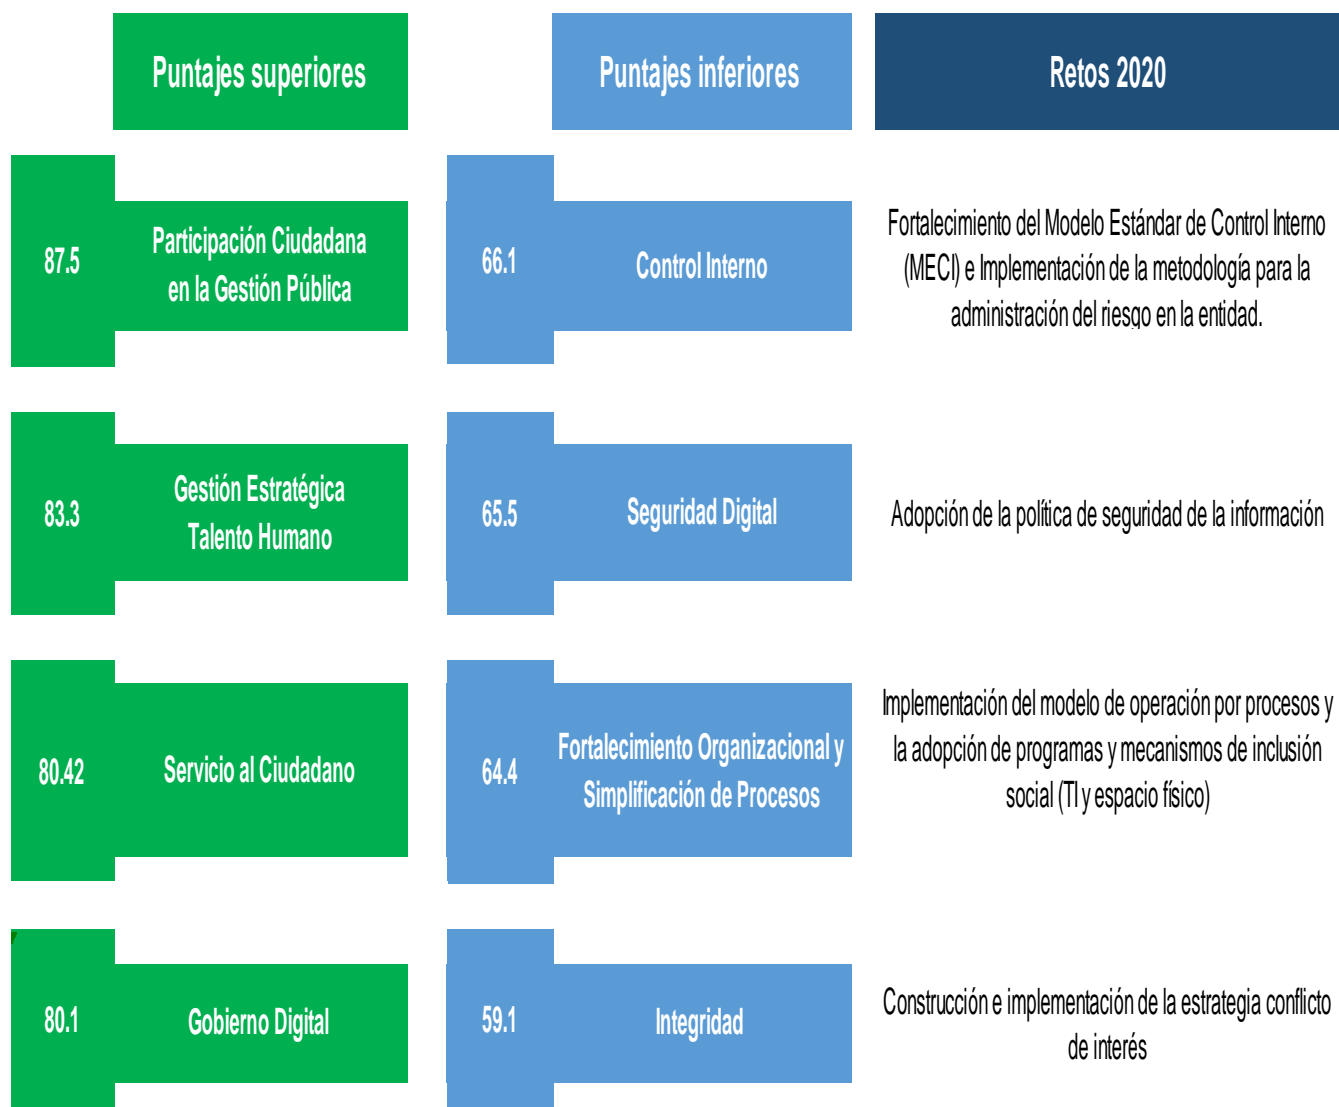 Puntajes superiores
Puntajes inferiores
Retos 2020
87.5
Participación Ciudadana
en la Gestión Pública
66.1
Control Interno
Fortalecimiento del Modelo Estándar de Control Interno
(MECI) e Implementación de la metodología para la
administración del riesgo en la entidad.
83.3
Gestión Estratégica
Talento Humano
65.5
Seguridad Digital
Adopción de la política de seguridad de la información
80.42
Servicio al Ciudadano
64.4
Fortalecimiento Organizacional y
Simplificación de Procesos
Implementación del modelo de operación por procesos y
la adopción de programas y mecanismos de inclusión
social (TI y espacio físico)
80.1
Gobierno Digital
59.1
Integridad
Construcción e implementación de la estrategia conflicto
de interés